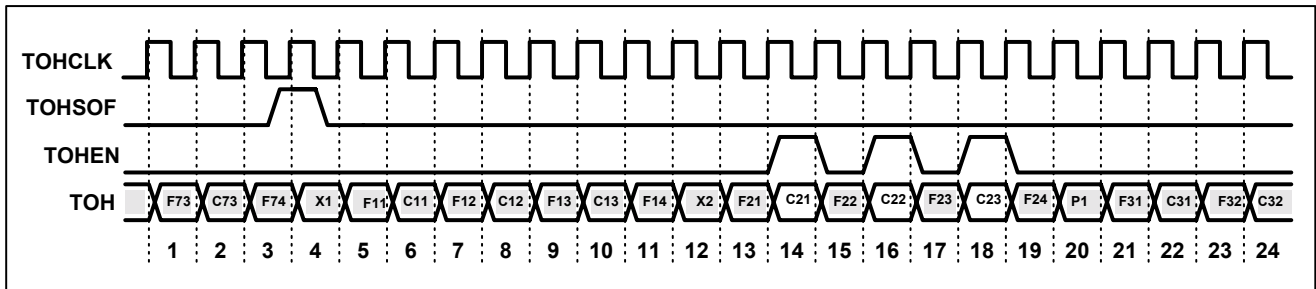 TOHCLK
TOHSOF
TOHEN
TOH F73 C73 F74 X1 F11 C11 F12 C12 F13 C13 F14 X2 F21 C21 F22 C22 F23 C23 F24 P1 F31 C31 F32 C32
1 2 3 4 5 6 7 8 9 10 11 12 13 14 15 16 17 18 19 20 21 22 23 24